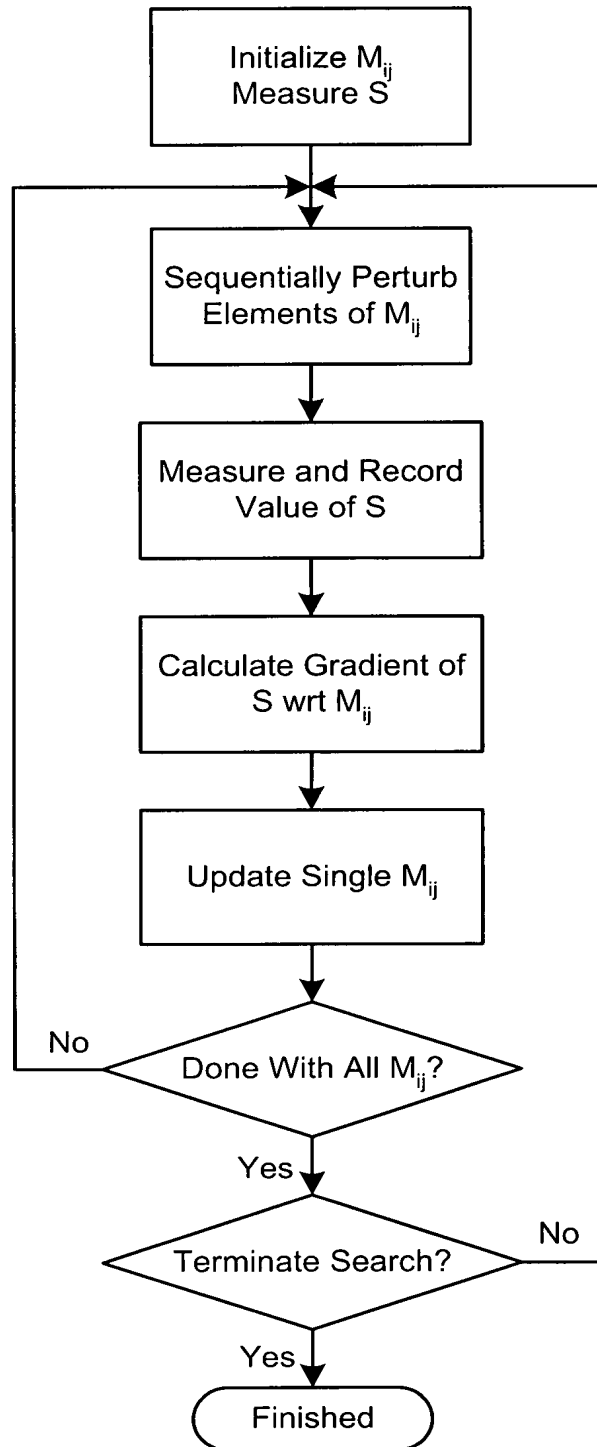 Initialize M_ij
Measure S
Sequentially Perturb
Elements of M_ij
Measure and Record
Value of S
Calculate Gradient of
S wrt M_ij
Update Single M_ij
No
Done With All M_ij?
Yes
Terminate Search?
No
Yes
Finished